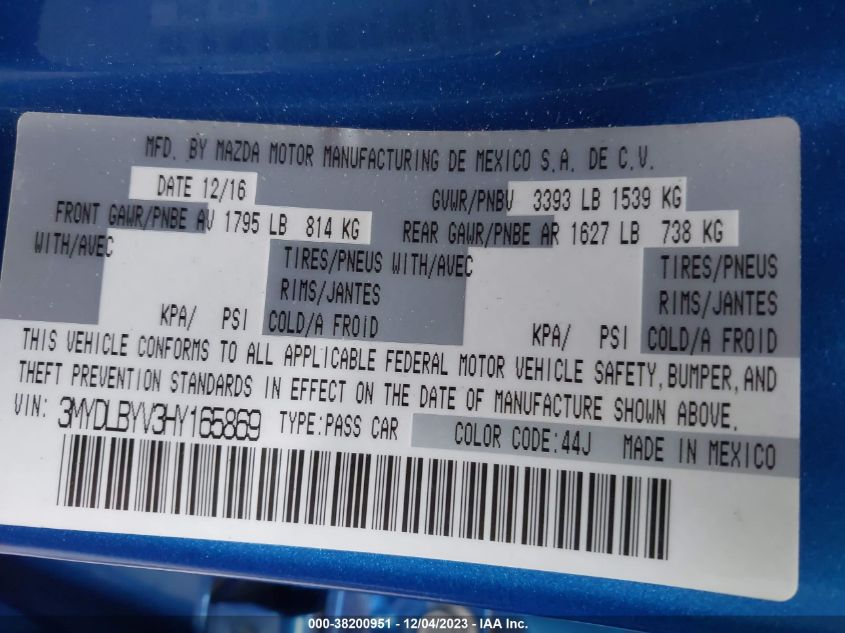 MFD. BY MAZDA MOTOR MANUFACTURING DE MEXICO S.A. DE C.V.
DATE 12/16 GVWR/PNBV 3393 LB 1539 KG
FRONT GAWR/PNBE AV 1795 LB 814 KG REAR GAWR/PNBE AR 1627 LB 738 KG
WITH/AVEC TIRES/PNEUS WITH/AVEC TIRES/PNEUS
RIMS/JANTES RIMS/JANTES
KPA/ PSI COLD/A FROID KPA/ PSI COLD/A FROID
THIS VEHICLE CONFORMS TO ALL APPLICABLE FEDERAL MOTOR VEHICLE SAFETY, BUMPER, AND
THEFT PREVENTION STANDARDS IN EFFECT ON THE DATE OF MANUFACTURE SHOWN ABOVE.
VIN: 3MYDLBYV3HY165869 TYPE:PASS CAR COLOR CODE:44J MADE IN MEXICO
000-38200951 - 12/04/2023 - IAA Inc.